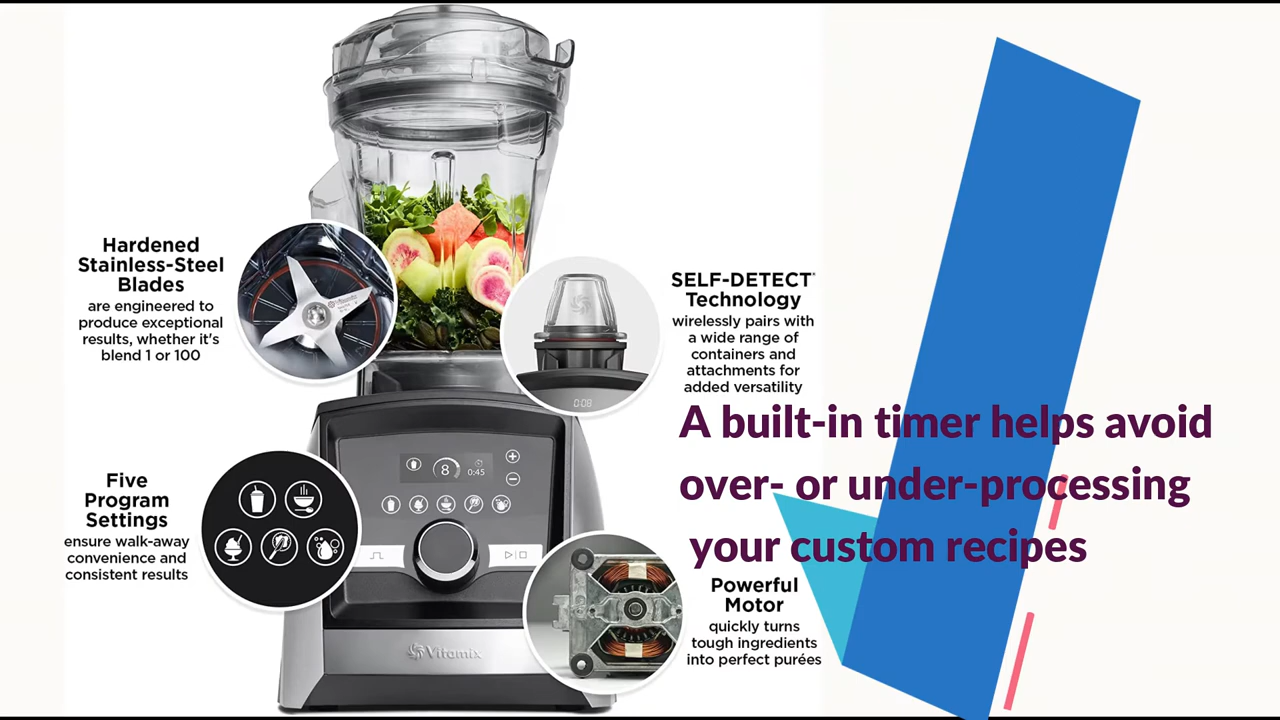 Hardened
Stainless-Steel
Blades
are engineered to
produce exceptional
results, whether it's
blend 1 or 100
SELF-DETECT®
Technology
wirelessly pairs with
a wide range of
containers and
attachments for
added versatility
0:08
A built-in timer helps avoid
over- or under-processing
your custom recipes
Five
Program
Settings
ensure walk-away
convenience and
consistent results
8
0:45
Powerful
Motor
quickly turns
tough ingredients
into perfect purées
Vitamix